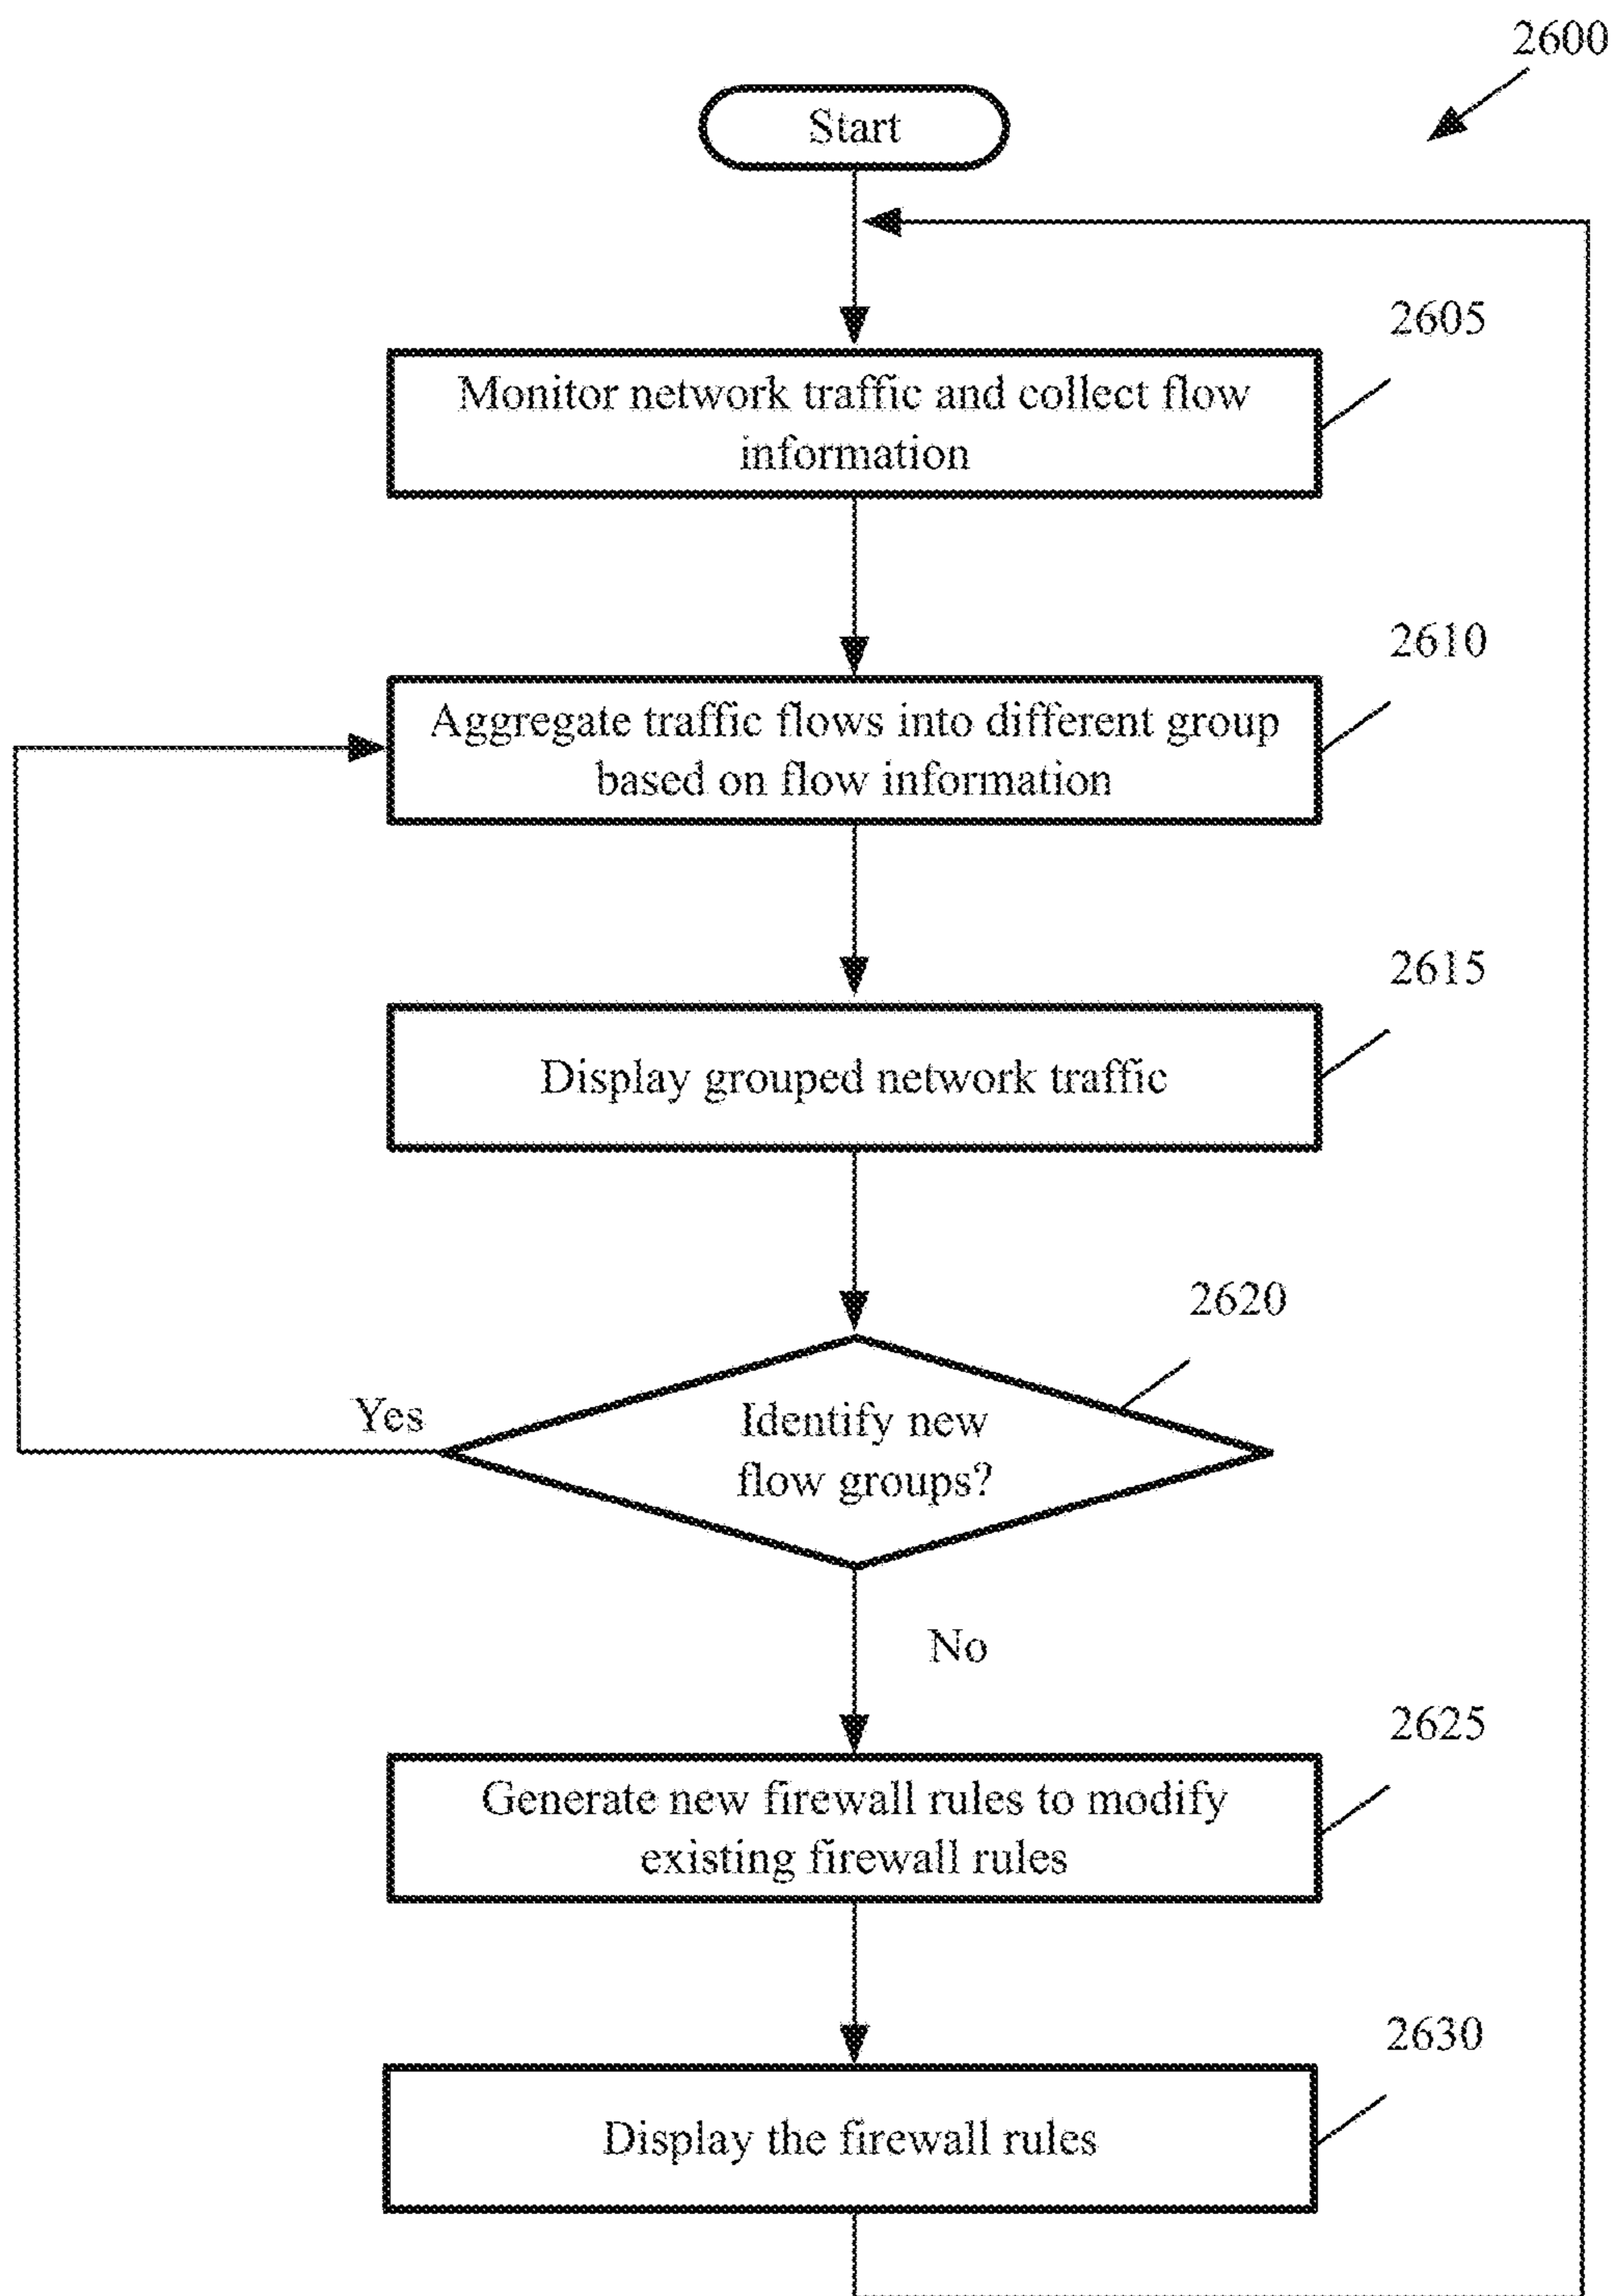 2600
Start
2605
Monitor network traffic and collect flow
information
2610
Aggregate traffic flows into different group
based on flow information
2615
Display grouped network traffic
2620
Yes
Identify new
flow groups?
No
2625
Generate new firewall rules to modify
existing firewall rules
2630
Display the firewall rules